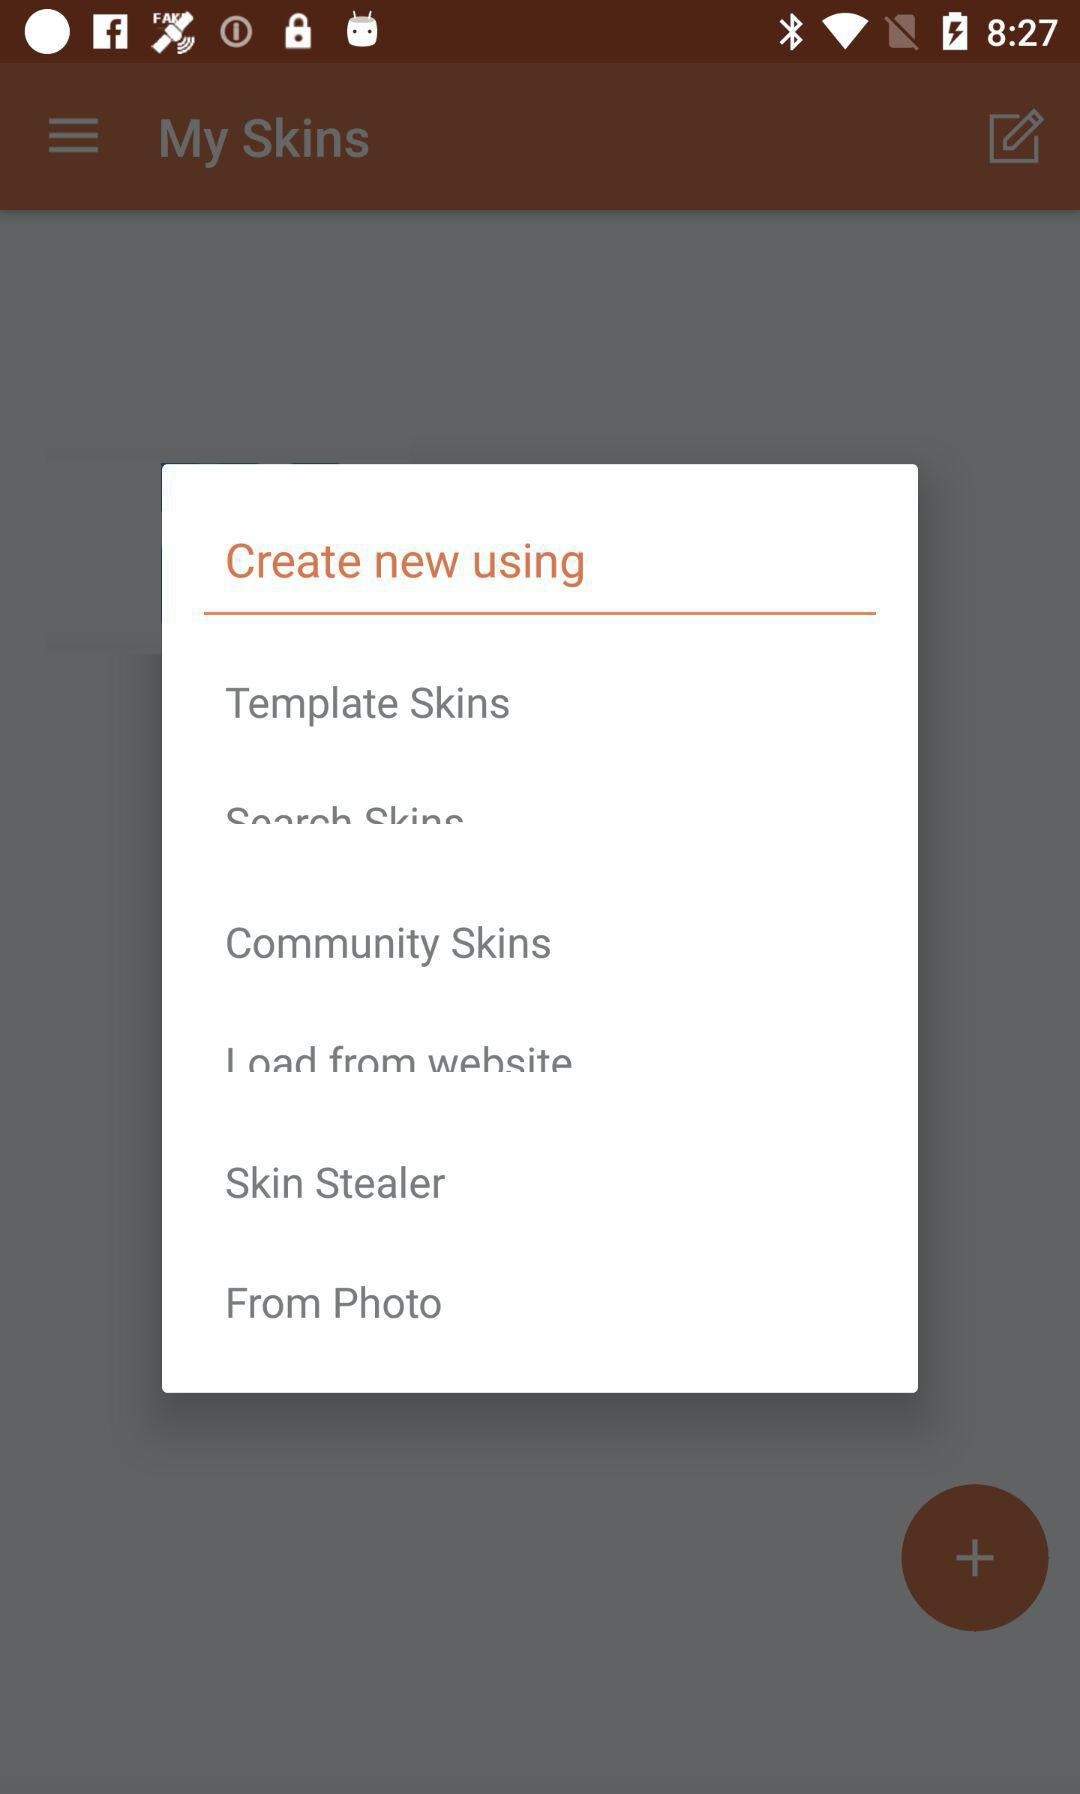 FAKE
8:27
My Skins
Create new using
Template Skins
Search Skins
Community Skins
Load from website
Skin Stealer
From Photo